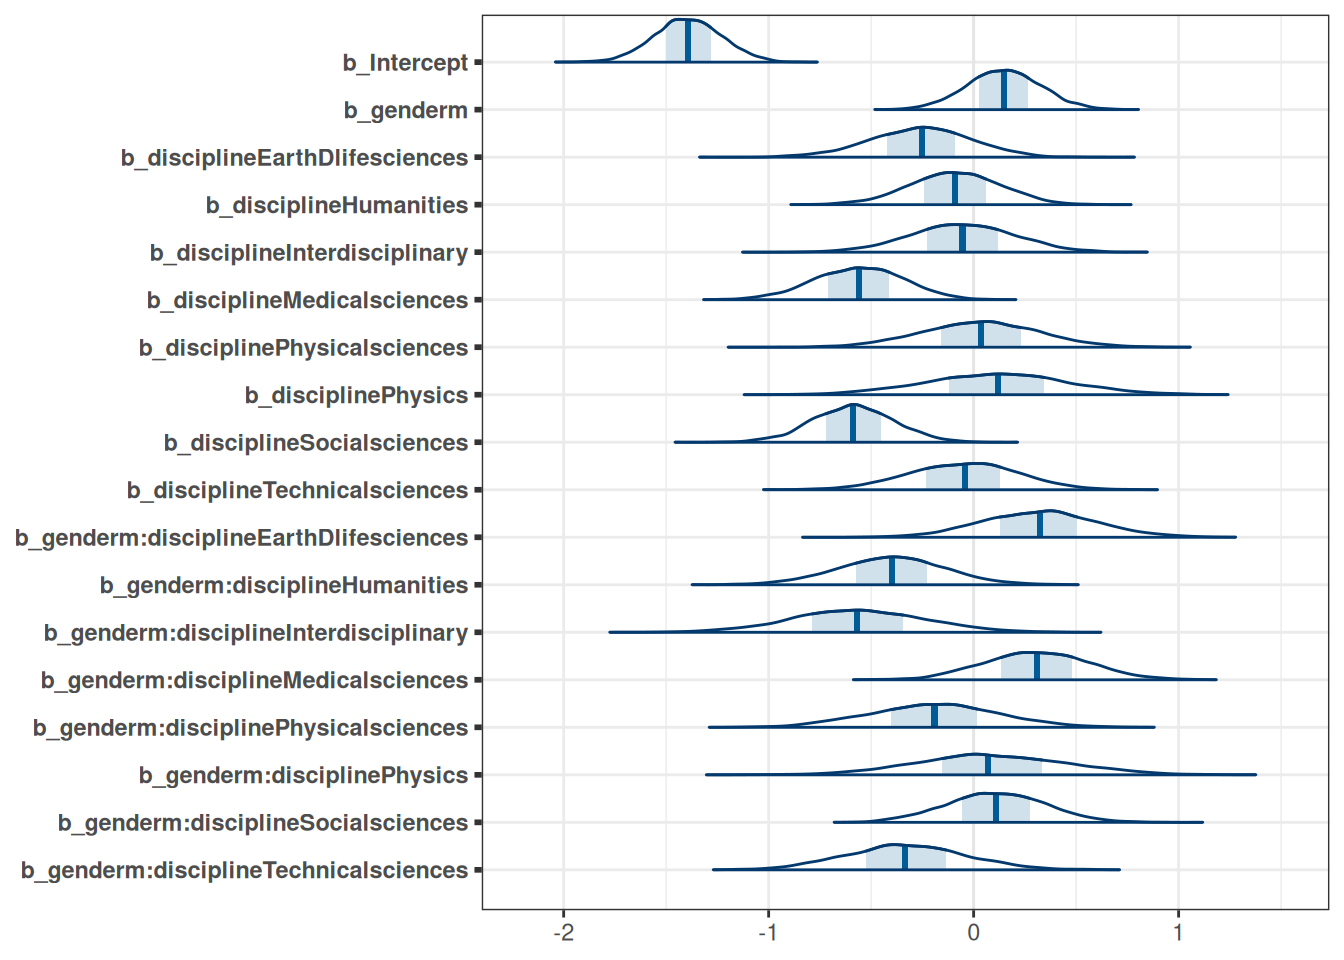 b_Intercept
b_genderm
b_disciplineEarthDlifesciences
b_disciplineHumanities
b_disciplineInterdisciplinary
b_disciplineMedicalsciences
b_disciplinePhysicalsciences
b_disciplinePhysics
b_disciplineSocialsciences
b_disciplineTechnicalsciences
b_genderm:disciplineEarthDlifesciences
b_genderm:disciplineHumanities
b_genderm:disciplineInterdisciplinary
b_genderm:disciplineMedicalsciences
b_genderm:disciplinePhysicalsciences
b_genderm:disciplinePhysics
b_genderm:disciplineSocialsciences
b_genderm:disciplineTechnicalsciences
-2 -1 0 1